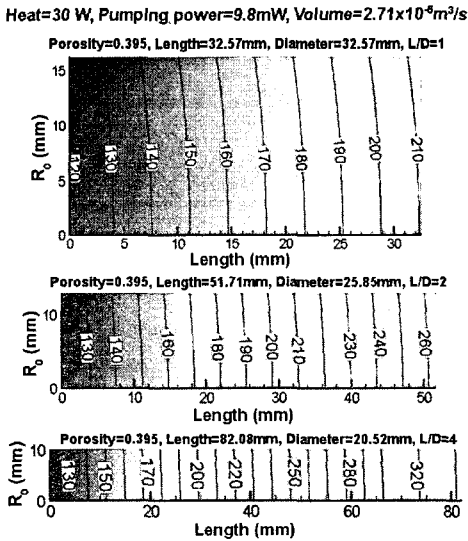 Heat=30 W, Pumping power=9.8mW, Volume=2.71x10⁻⁶m³/s
Porosity=0.395, Length=32.57mm, Diameter=32.57mm, L/D=1
15
10
5
0
R₀ (mm)
120 130 140 150 160 170 180 190 200 210
0 5 10 15 20 25 30
Length (mm)
Porosity=0.395, Length=51.71mm, Diameter=25.85mm, L/D=2
10
0
R₀ (mm)
130 140 160 180 190 200 210 230 240 260
0 10 20 30 40 50
Length (mm)
Porosity=0.395, Length=82.08mm, Diameter=20.52mm, L/D=4
10
0
R₀ (mm)
130 150 170 200 220 250 280 320
0 20 40 60 80
Length (mm)